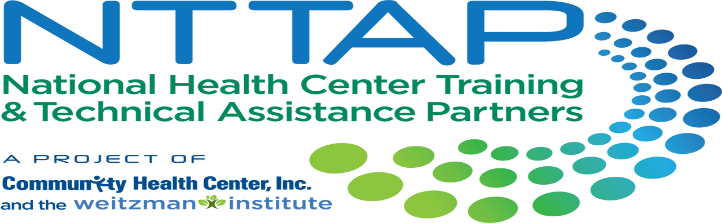 NTTAP
National Health Center Training
& Technical Assistance Partners
A PROJECT OF
Community Health Center, Inc.
and the weitzman institute